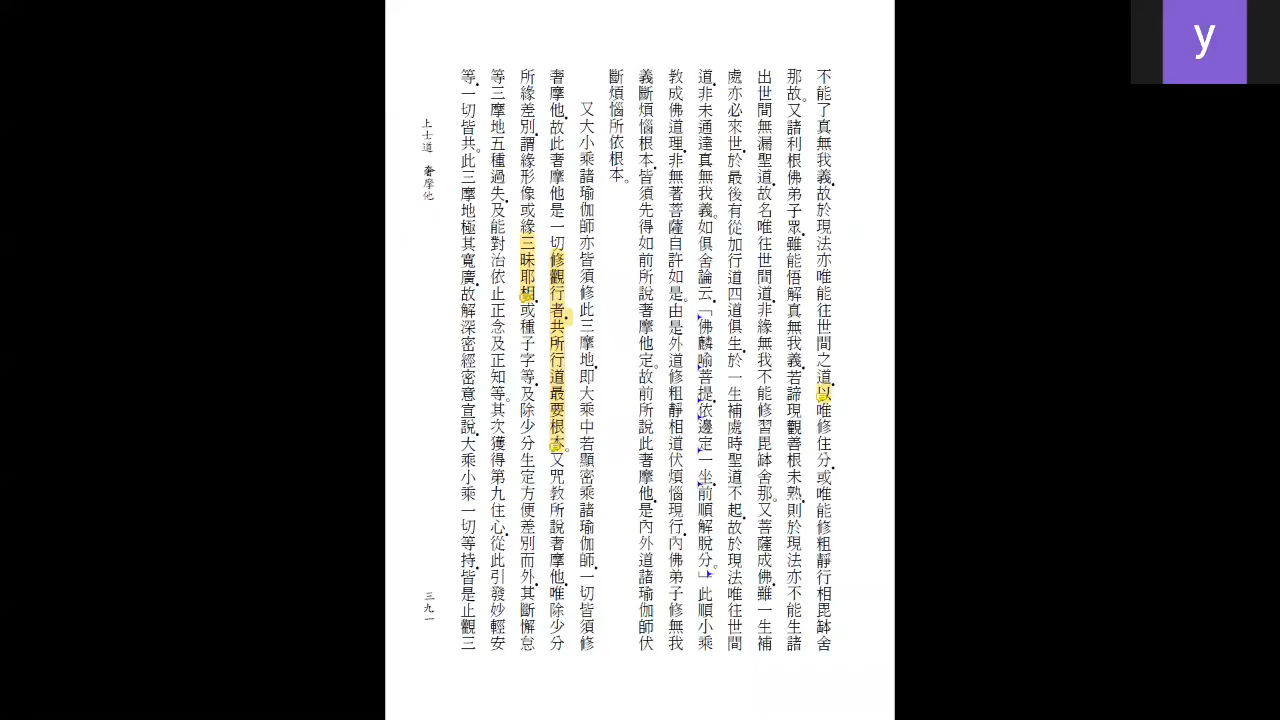 不能了真無我義，故於現法亦唯能往世間之道，以唯修住分，或唯能修粗靜行相毘缽舍
那故。又諸利根佛弟子眾，雖能悟解真無我義，若諦現觀善根未熟，則於現法亦不能生諸
出世間無漏聖道，故名唯往世間道，非緣無我不能修習毘缽舍那。又菩薩成佛，雖一生補
處亦必來世，於最後有從加行道四道俱生，於一生補處時聖道不起，故於現法唯往世間
道，非未通達真無我義。如俱舍論云：「佛麟喻菩提，依邊定一坐，前順解脫分。」此順小乘
教成佛道理，非無著菩薩自許如是。由是外道修粗靜相道伏煩惱現行，內佛弟子修無我
義斷煩惱根本，皆須先得如前所說奢摩他定。故前所說此奢摩他，是內外道諸瑜伽師伏
斷煩惱所依根本。
又大小乘諸瑜伽師亦皆須修此三摩地，即大乘中若顯密乘諸瑜伽師，一切皆須修
奢摩他，故此奢摩他是一切修觀行者，共所行道最要根本。又咒教所說奢摩他，唯除少分
所緣差別，謂緣形像或緣三昧耶相，或種子字等，及除少分生定方便差別而外，其斷懈怠
等三摩地五種過失，及能對治依止正念及正知等。其次獲得第九住心，從此引發妙輕安
等，一切皆共。此三摩地極其寬廣，故解深密經密意宣說，大乘小乘一切等持，皆是止觀三
上士道 奢摩他
三九一
y